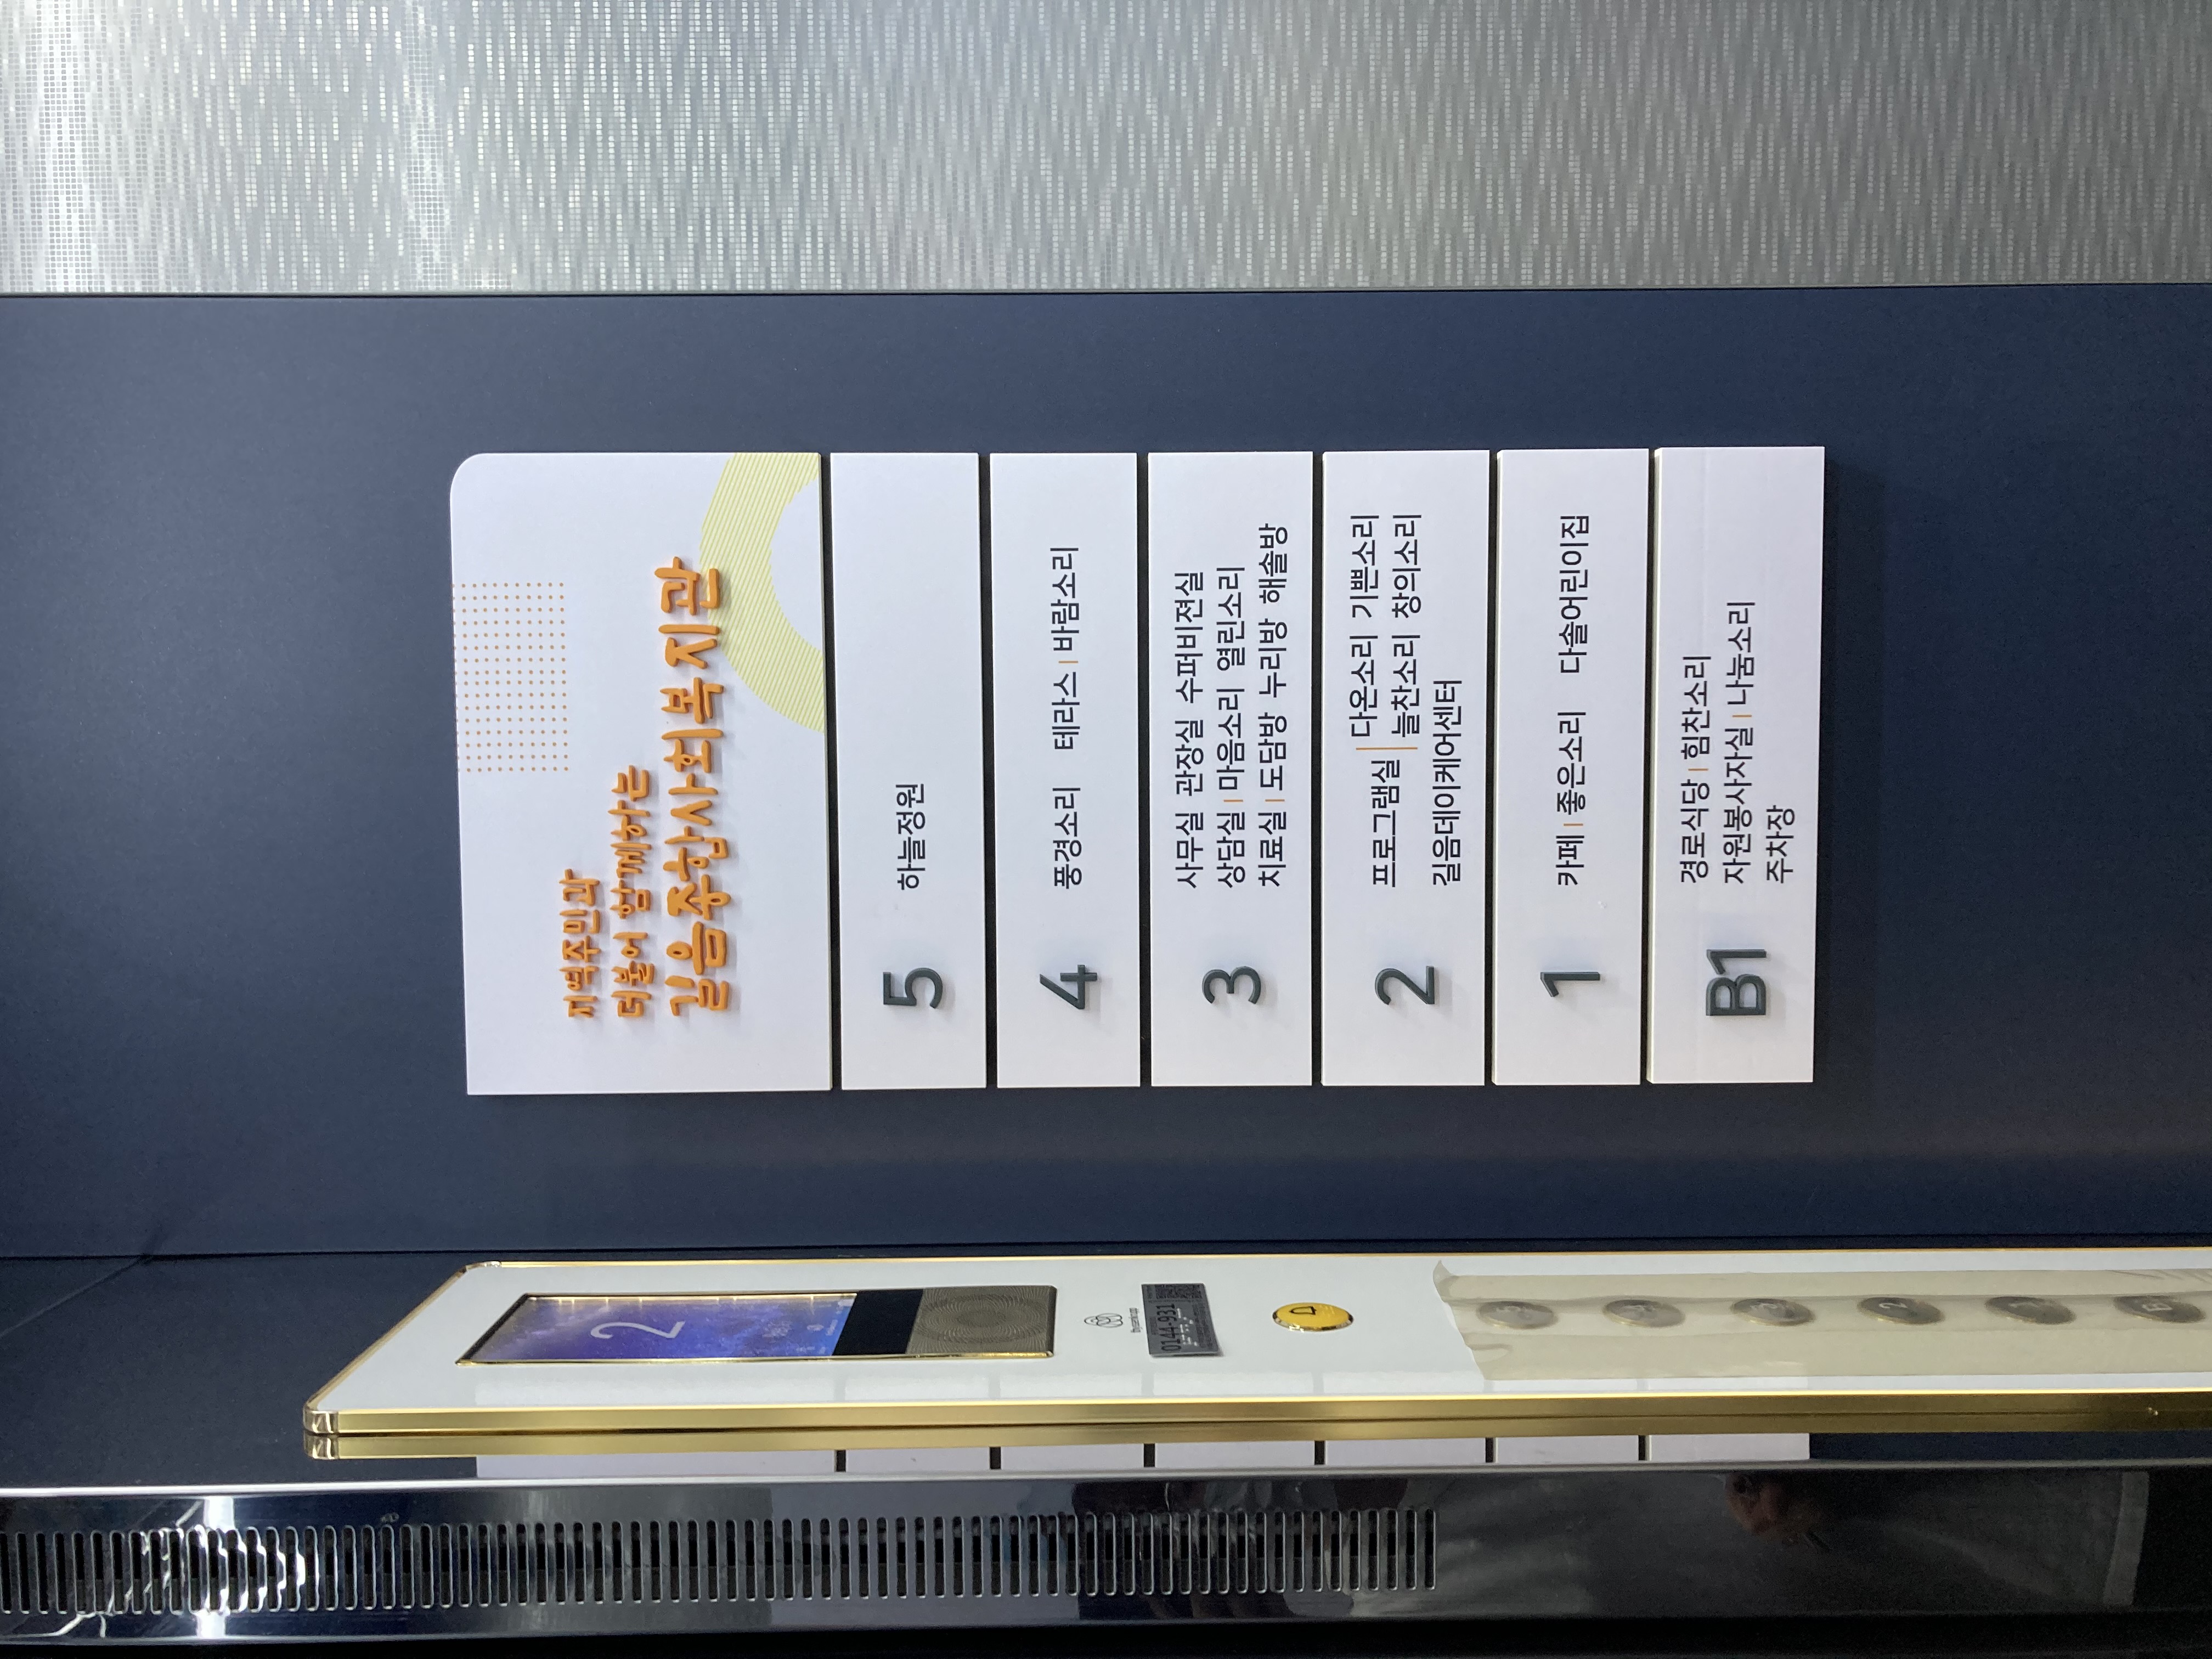 지역주민과
더불어 함께하는
길음종합사회복지관
5 하늘정원
4 풍경소리 테라스 | 바람소리
3 사무실 관장실 수퍼비젼실
상담실 | 마음소리 열린소리
치료실 | 도담방 누리방 해솔방
2 프로그램실 | 다온소리 기쁜소리
늘찬소리 창의소리
길음데이케어센터
1 카페 | 좋은소리 다솔어린이집
B1 경로식당 | 힘찬소리
자원봉사자실 | 나눔소리
주차장
2
0144-931
5
4
3
2
1